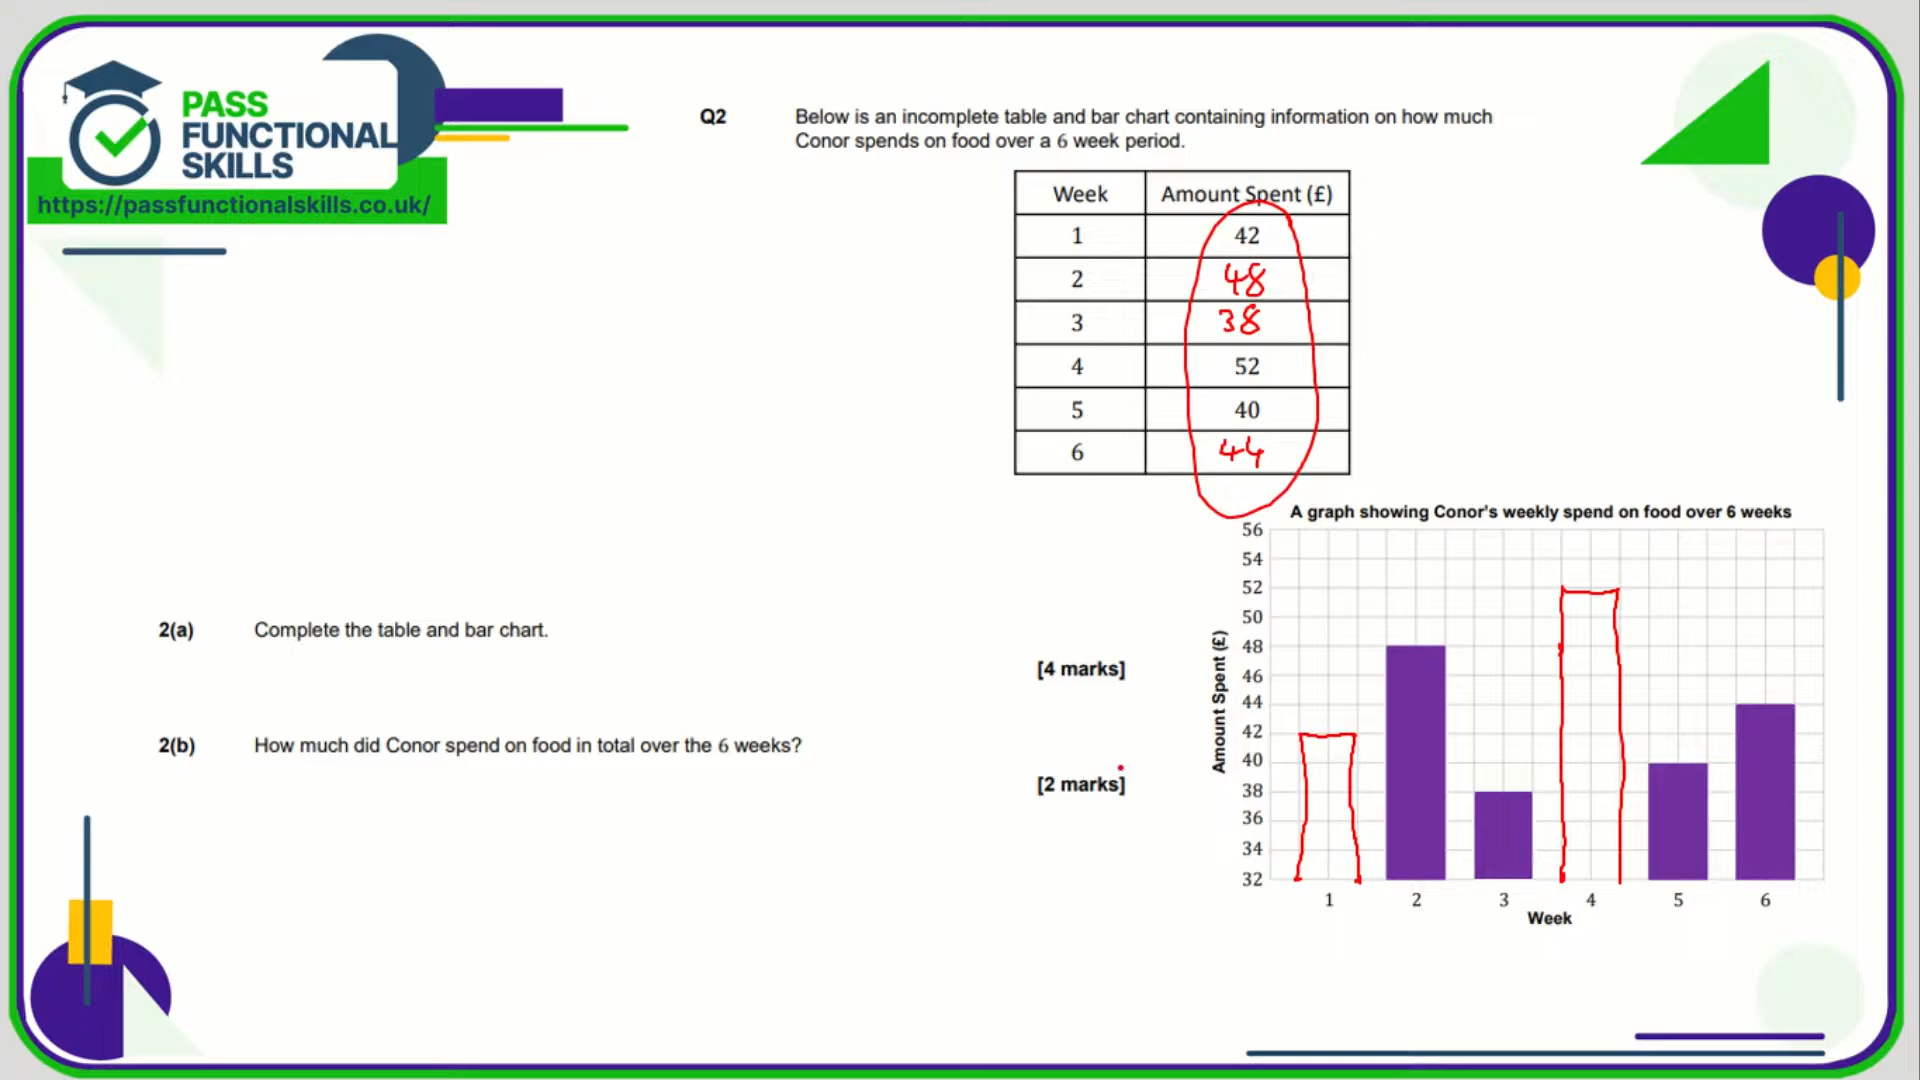 PASS
FUNCTIONAL
SKILLS
https://passfunctionalskills.co.uk/
Q2 Below is an incomplete table and bar chart containing information on how much
Conor spends on food over a 6 week period.
Week Amount Spent (£)
1 42
2 48
3 38
4 52
5 40
6 44
A graph showing Conor's weekly spend on food over 6 weeks
56
54
52
50
48
46
44
42
40
38
36
34
32
Amount Spent (£)
1 2 3 4 5 6
Week
2(a) Complete the table and bar chart.
[4 marks]
2(b) How much did Conor spend on food in total over the 6 weeks?
[2 marks]